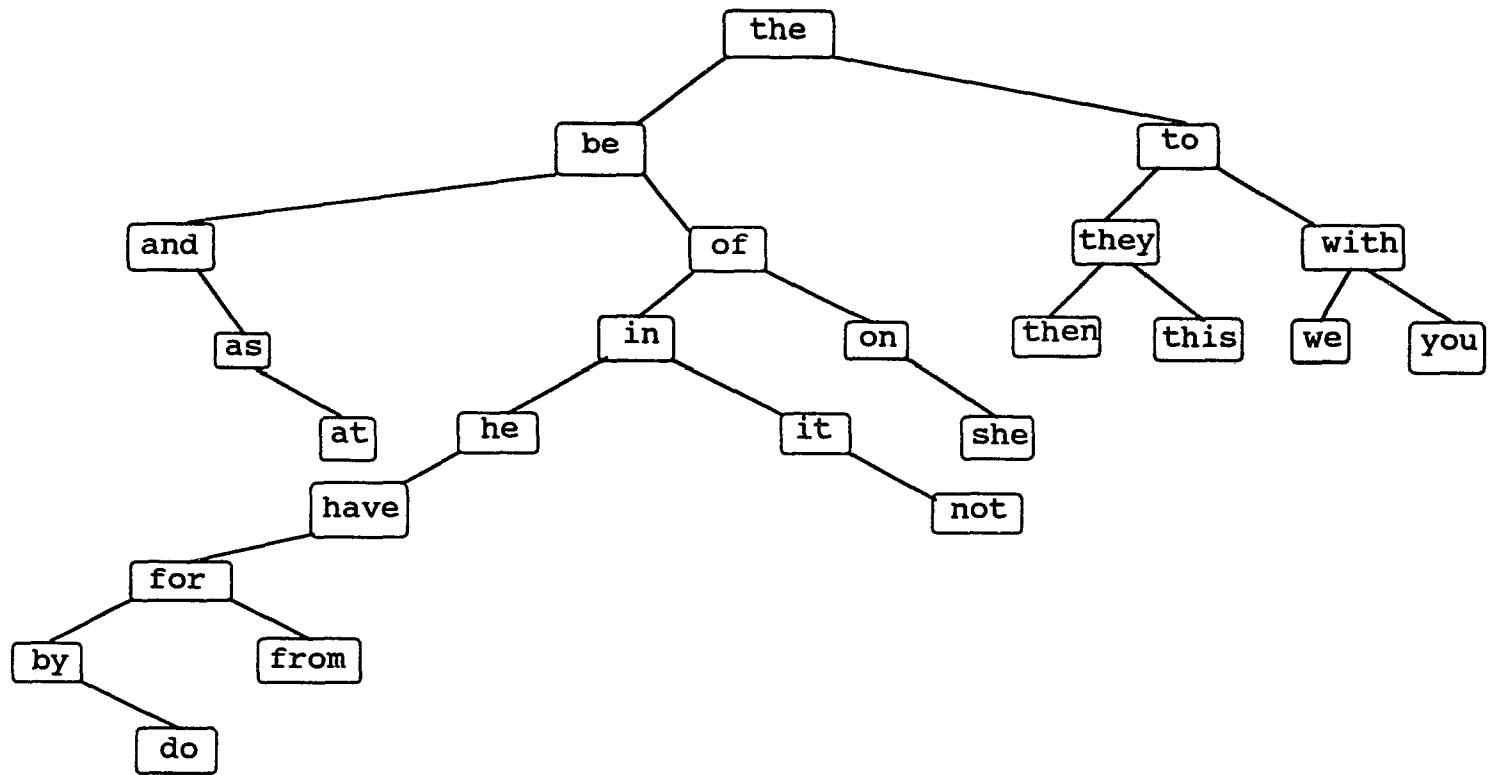 the
be
to
and
of
they
with
as
in
on
then
this
we
you
at
he
it
she
have
not
for
by
from
do